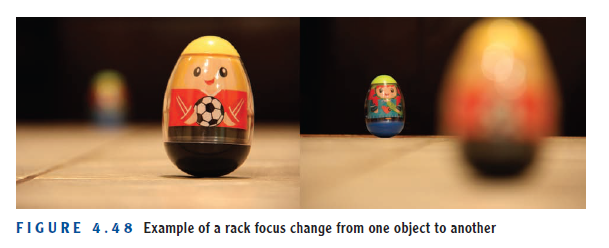 FIGURE 4.48 Example of a rack focus change from one object to another